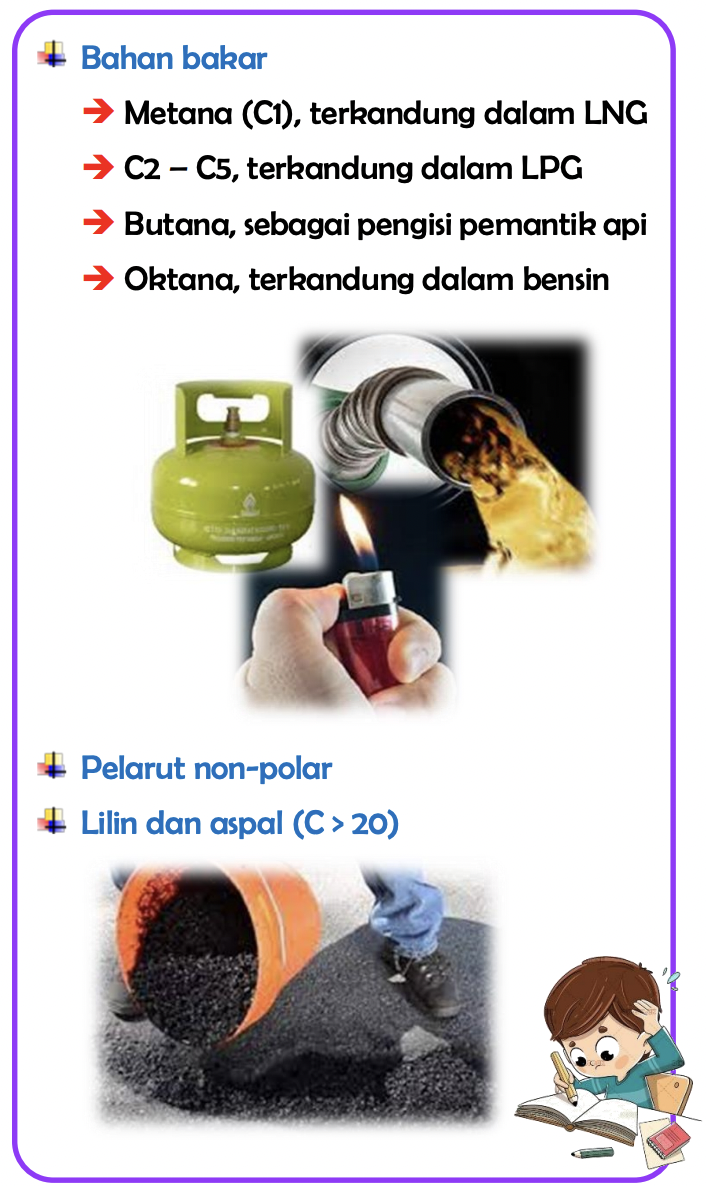 Bahan bakar
➔ Metana (C1), terkandung dalam LNG
➔ C2 – C5, terkandung dalam LPG
➔ Butana, sebagai pengisi pemantik api
➔ Oktana, terkandung dalam bensin
Pelarut non-polar
Lilin dan aspal (C > 20)